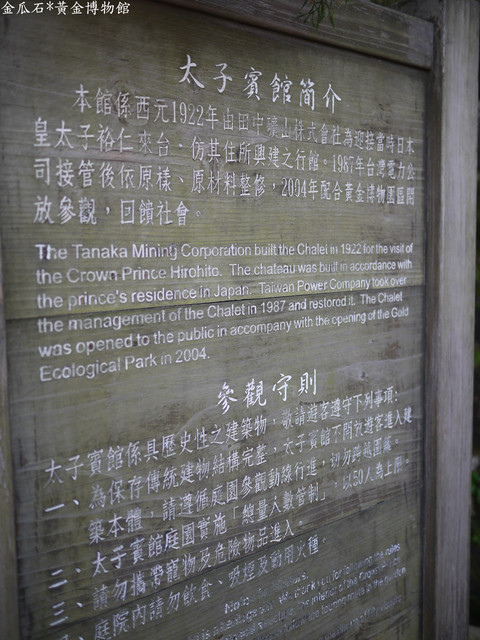 金瓜石*黃金博物館
太子賓館簡介
本館係西元1922年由田中礦山株式會社為迎接當時日本
皇太子裕仁來台，仿其住所興建之行館。1987年台灣電力公
司接管後依原樣、原材料整修，2004年配合黃金博物園區開
放參觀，回饋社會。
The Tanaka Mining Corporation built the Chalet in 1922 for the visit of
the Crown Prince Hirohito. The chateau was built in accordance with
the prince's residence in Japan. Taiwan Power Company took over
the management of the Chalet in 1987 and restored it. The Chalet
was opened to the public in accompany with the opening of the Gold
Ecological Park in 2004.
參觀守則
太子賓館係具歷史性之建築物，敬請遊客遵守下列事項:
一、為保存傳統建物結構完整，太子賓館不開放遊客進入建
築本體，請遵循庭園參觀動線行進，切勿跨越圍籬。
二、太子賓館庭園實施「總量人數管制」，以50人為上限。
三、請勿攜帶寵物及危險物品進入。
庭院內請勿飲食、吸煙及動用火種。
you for following the rules